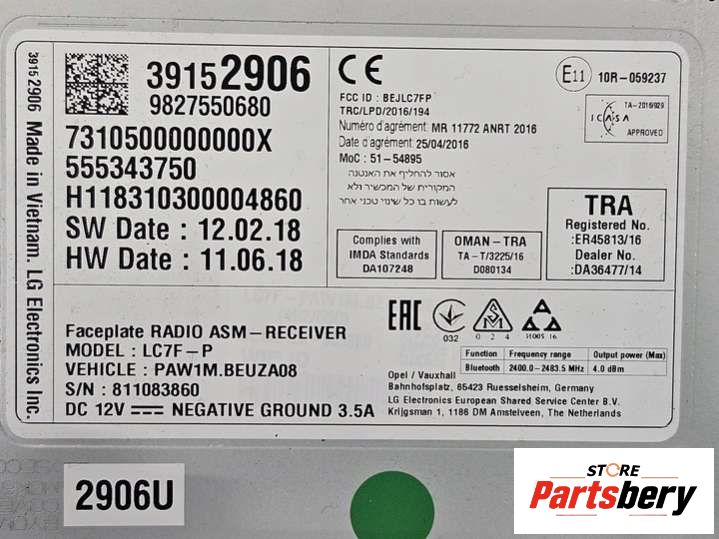 39152906
9827550680
7310500000000X
555343750
H118310300004860
SW Date : 12.02.18
HW Date : 11.06.18
39152906 Made in Vietnam. LG Electronics Inc.
CE
FCC ID : BEJLC7FP
TRC/LPD/2016/194
Numéro d'agrément: MR 11772 ANRT 2016
Date d'agrément: 25/04/2016
MoC: 51-54895
אסור להחליף את האנטנה
המקורית של המכשיר ולא
לעשות בו כל שינוי טכני אחר
E11 10R-059237
TA-2016/929
ICASA
APPROVED
Complies with
IMDA Standards
DA107248
OMAN-TRA
TA-T/3225/16
D080134
TRA
Registered No.
:ER45813/16
Dealer No.
:DA36477/14
Faceplate RADIO ASM-RECEIVER
MODEL : LC7F-P
VEHICLE : PAW1M.BEUZA08
S/N : 811083860
DC 12V NEGATIVE GROUND 3.5A
EAC
032
SM
0 2 4
Function Frequency range Output power (Max)
Bluetooth 2400.0-2483.5 MHz 4.0 dBm
Opel / Vauxhall
Bahnhofsplatz, 65423 Ruesselsheim, Germany
LG Electronics European Shared Service Center B.V.
Krijgsman 1, 1186 DM Amstelveen, The Netherlands
2906U
STORE
Partsbery